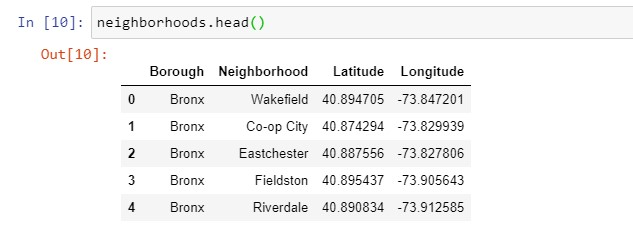 In [10]: neighborhoods.head()
Out[10]:
Borough Neighborhood Latitude Longitude
0 Bronx Wakefield 40.894705 -73.847201
1 Bronx Co-op City 40.874294 -73.829939
2 Bronx Eastchester 40.887556 -73.827806
3 Bronx Fieldston 40.895437 -73.905643
4 Bronx Riverdale 40.890834 -73.912585